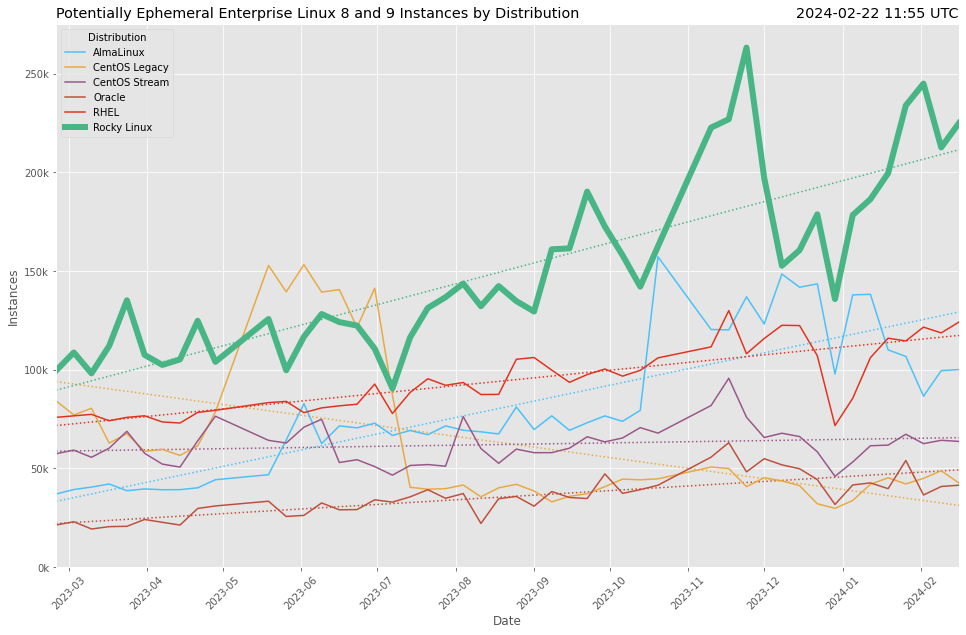 Potentially Ephemeral Enterprise Linux 8 and 9 Instances by Distribution
2024-02-22 11:55 UTC
Distribution
AlmaLinux
CentOS Legacy
CentOS Stream
Oracle
RHEL
Rocky Linux
Instances
250k
200k
150k
100k
50k
0k
2023-03
2023-04
2023-05
2023-06
2023-07
2023-08
2023-09
2023-10
2023-11
2023-12
2024-01
2024-02
Date